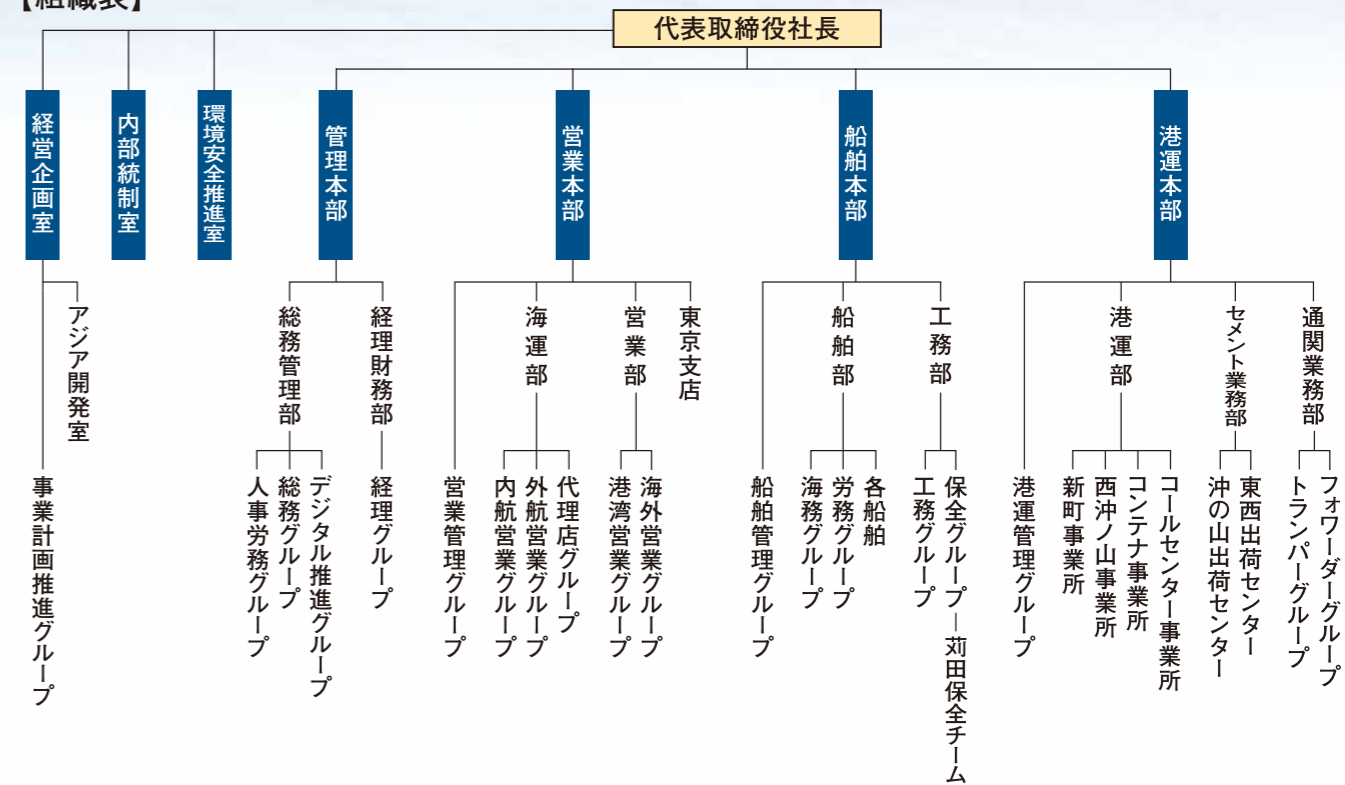 【組織表】
代表取締役社長
経営企画室
内部統制室
環境安全推進室
管理本部
営業本部
船舶本部
港運本部
アジア開発室
総務管理部
経理財務部
海運部
営業部
東京支店
船舶部
工務部
港運部
セメント業務部
通関業務部
事業計画推進グループ
人事労務グループ
総務グループ
デジタル推進グループ
経理グループ
営業管理グループ
内航営業グループ
外航営業グループ
代理店グループ
港湾営業グループ
海外営業グループ
船舶管理グループ
海務グループ
労務グループ
各船舶
工務グループ
保全グループ－苅田保全チーム
港運管理グループ
新町事業所
西沖ノ山事業所
コンテナ事業所
コールセンター事業所
沖の山出荷センター
東西出荷センター
トランパーグループ
フォワーダーグループ